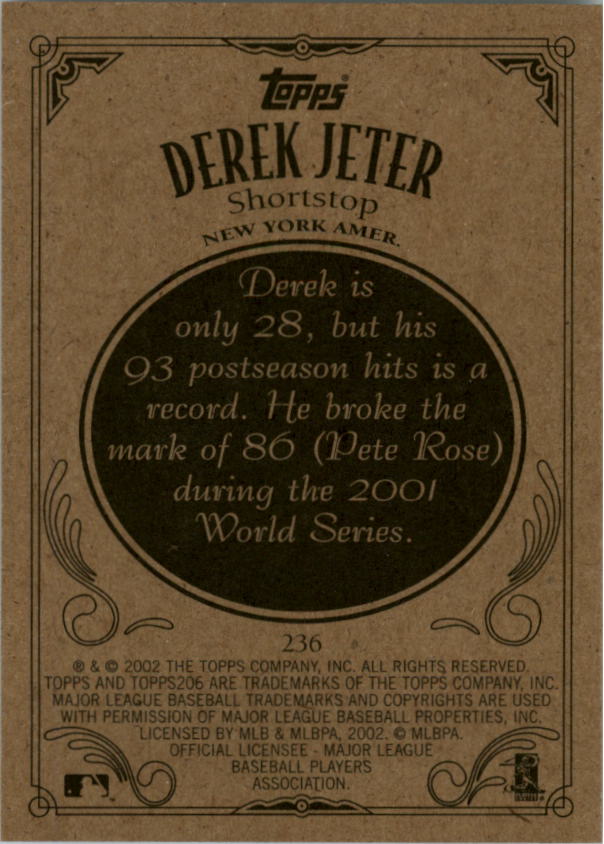 Topps®
DEREK JETER
Shortstop
NEW YORK AMER.
Derek is
only 28, but his
93 postseason hits is a
record. He broke the
mark of 86 (Pete Rose)
during the 2001
World Series.
236
® & © 2002 THE TOPPS COMPANY, INC. ALL RIGHTS RESERVED.
TOPPS AND TOPPS206 ARE TRADEMARKS OF THE TOPPS COMPANY, INC.
MAJOR LEAGUE BASEBALL TRADEMARKS AND COPYRIGHTS ARE USED
WITH PERMISSION OF MAJOR LEAGUE BASEBALL PROPERTIES, INC.
LICENSED BY MLB & MLBPA, 2002. © MLBPA.
OFFICIAL LICENSEE - MAJOR LEAGUE
BASEBALL PLAYERS
ASSOCIATION.